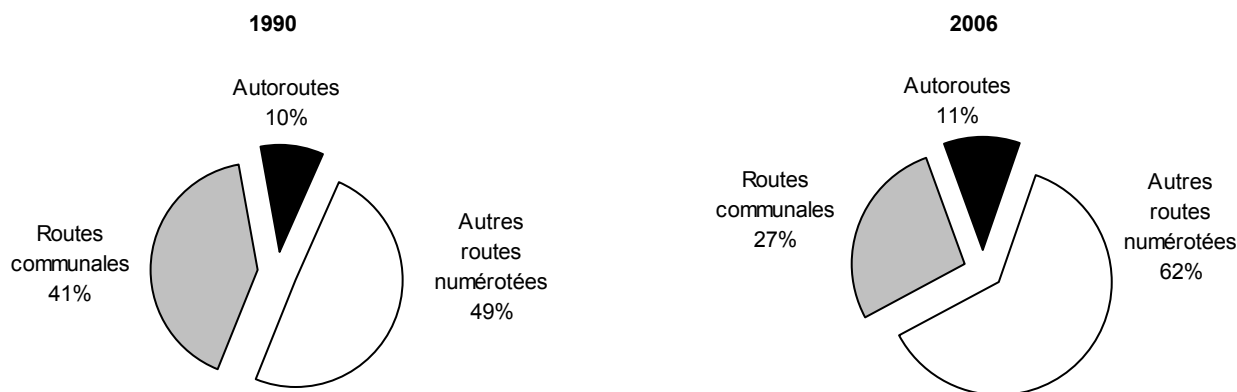 1990
Autoroutes
10%
Routes
communales
41%
Autres
routes
numérotées
49%
2006
Autoroutes
11%
Routes
communales
27%
Autres
routes
numérotées
62%